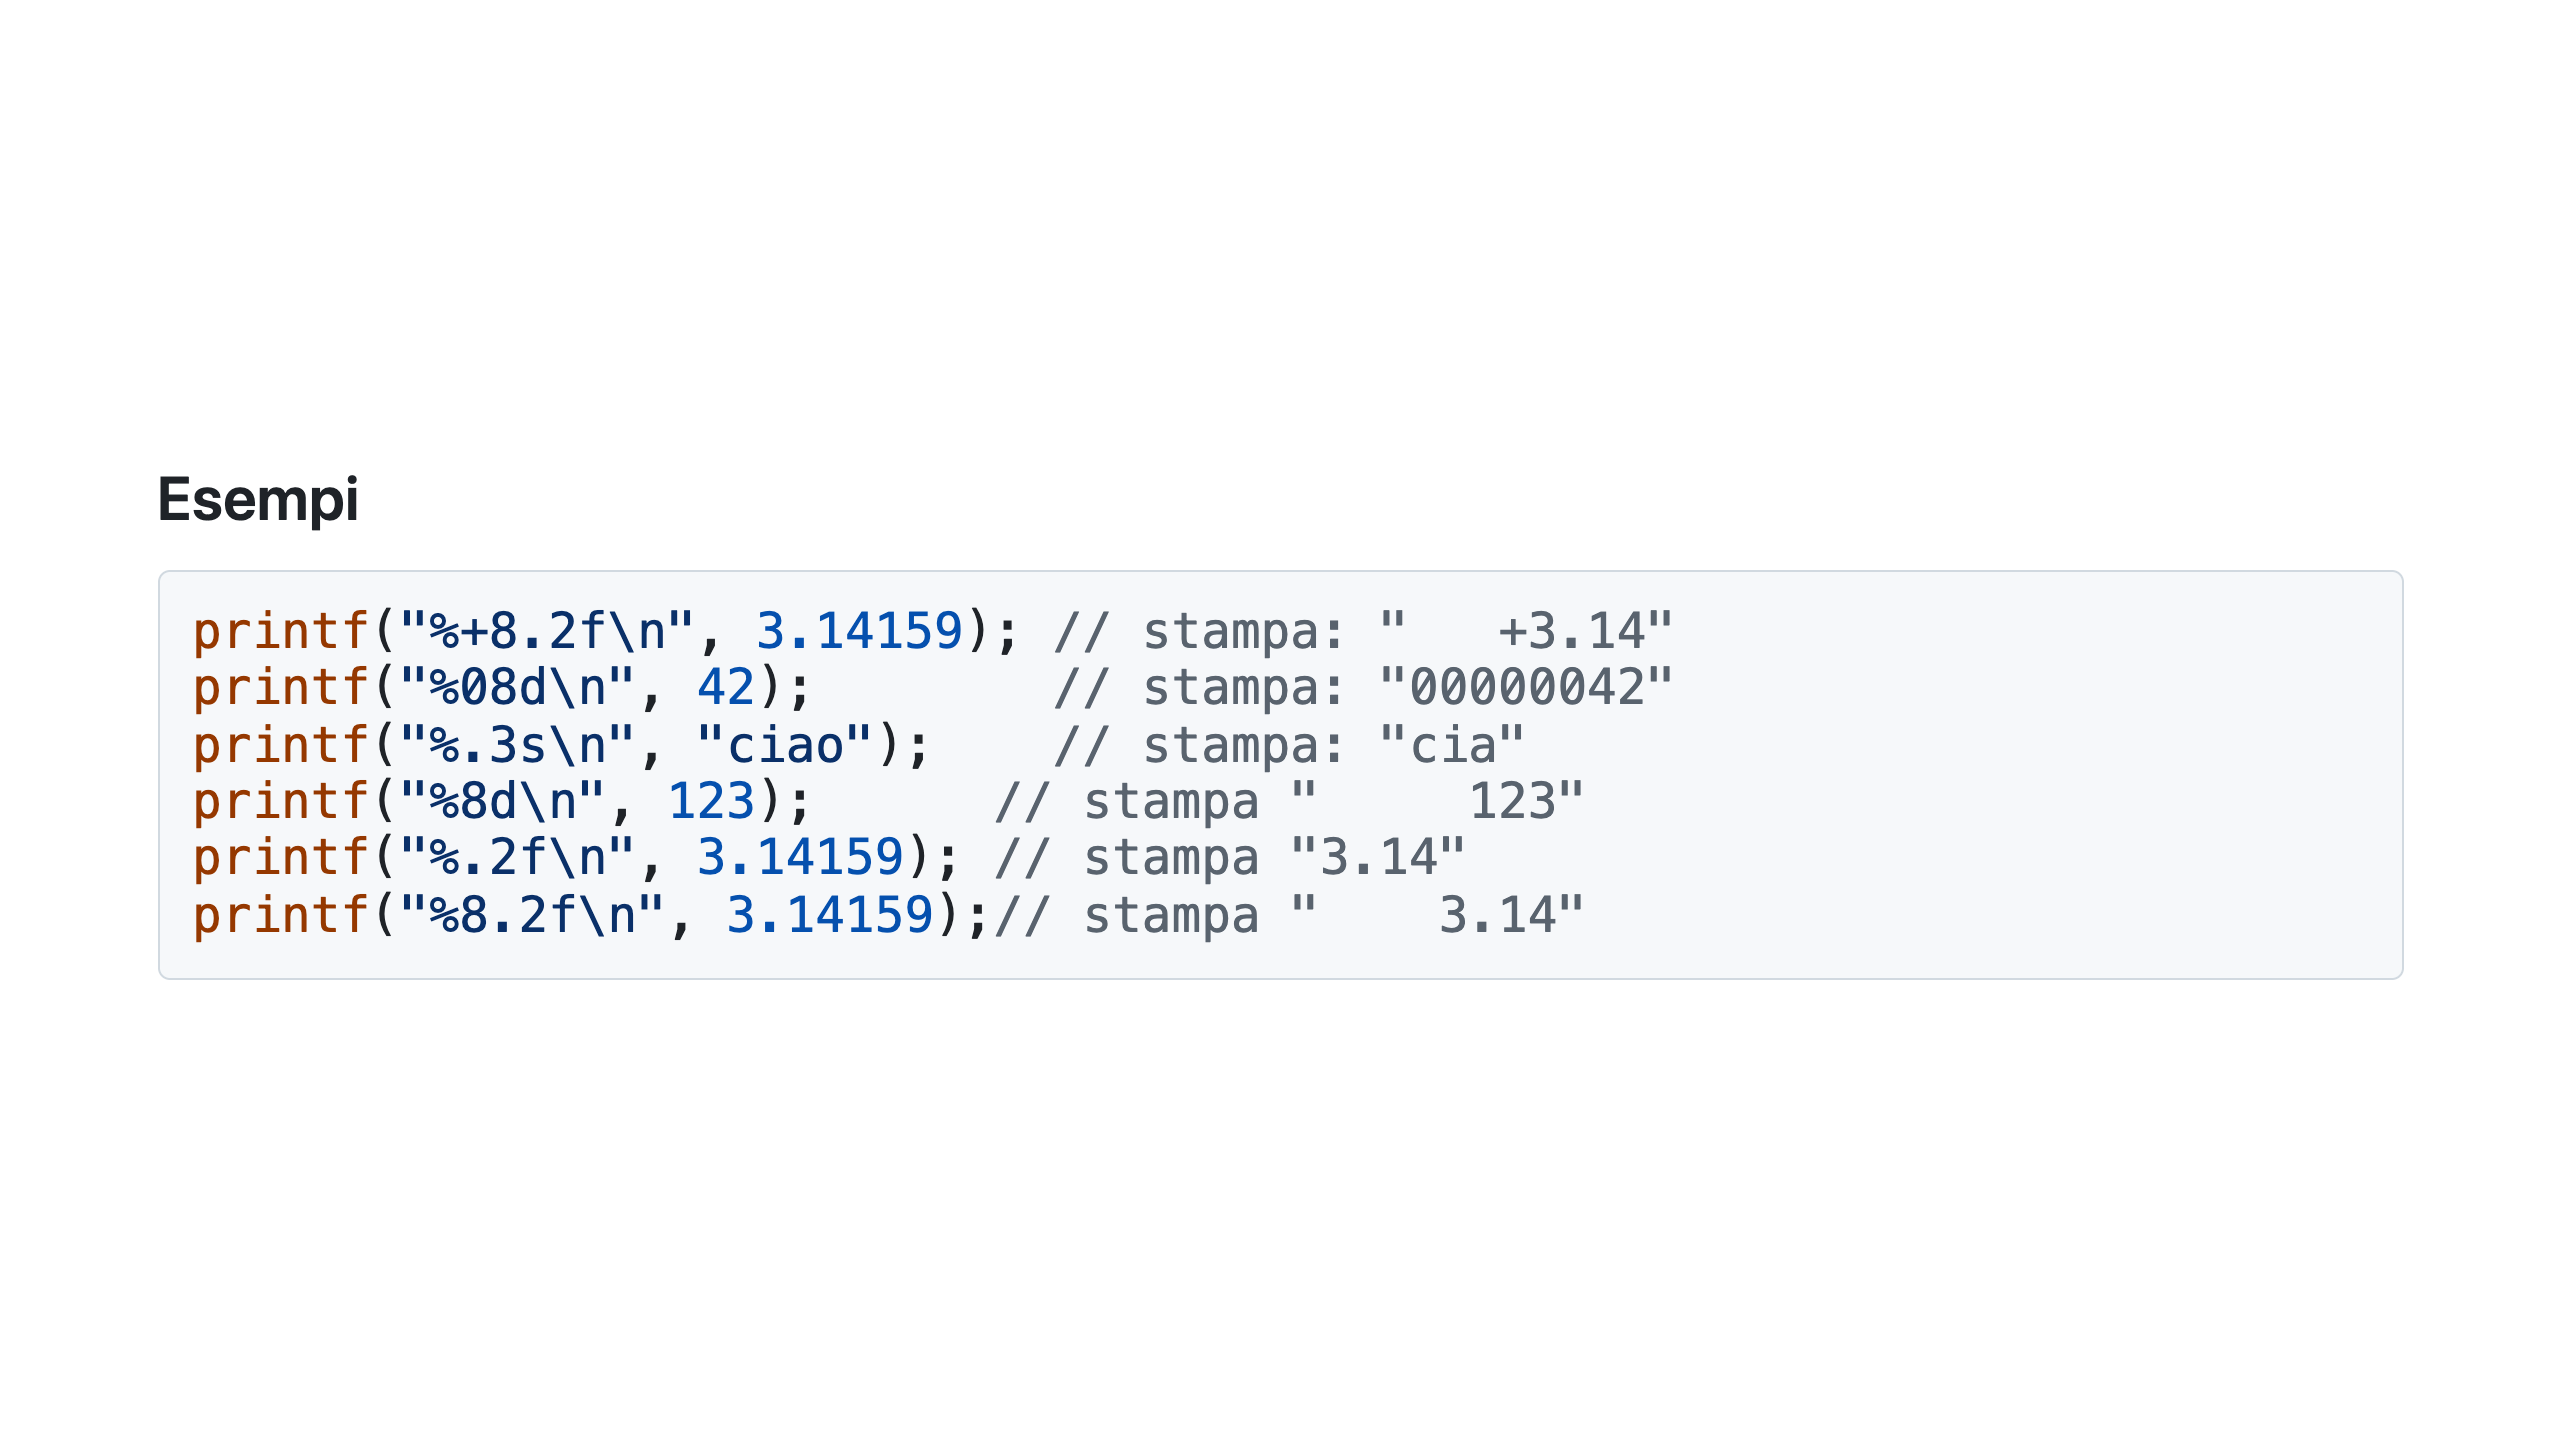 Esempi
printf("%+8.2f\n", 3.14159); // stampa: "   +3.14"
printf("%08d\n", 42);        // stampa: "00000042"
printf("%.3s\n", "ciao");    // stampa: "cia"
printf("%8d\n", 123);      // stampa "     123"
printf("%.2f\n", 3.14159); // stampa "3.14"
printf("%8.2f\n", 3.14159);// stampa "    3.14"